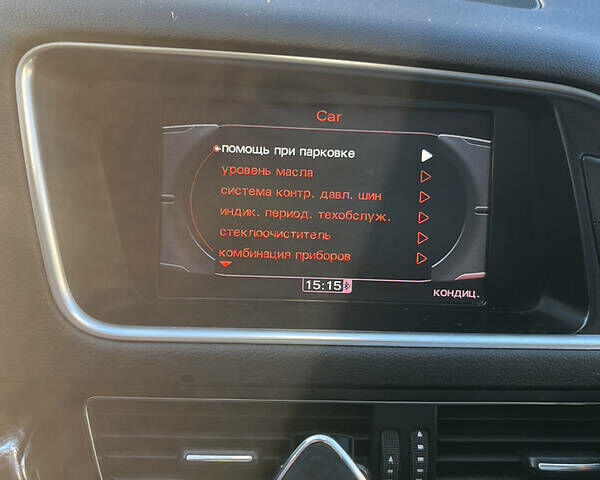 Car
помощь при парковке
уровень масла
система контр. давл. шин
индик. период. техобслуж.
стеклоочиститель
комбинация приборов
15:15
кондиц.